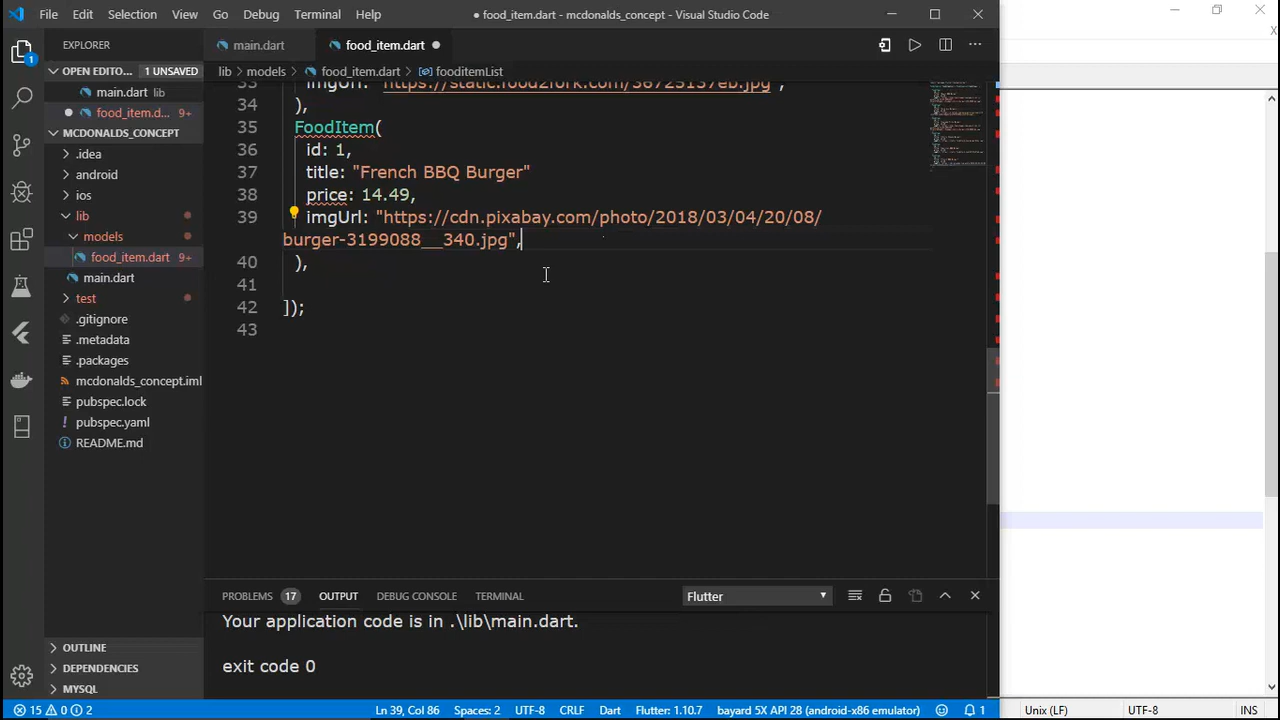 File Edit Selection View Go Debug Terminal Help
● food_item.dart - mcdonalds_concept - Visual Studio Code
EXPLORER
main.dart
food_item.dart ●
OPEN EDITO... 1 UNSAVED
lib > models > food_item.dart > fooditemList
main.dart lib
food_item.d... 9+
MCDONALDS_CONCEPT
.idea
android
ios
lib
models
food_item.dart 9+
main.dart
test
.gitignore
.metadata
.packages
mcdonalds_concept.iml
pubspec.lock
pubspec.yaml
README.md
OUTLINE
DEPENDENCIES
MYSQL
1
34 ),
35 FoodItem(
36 id: 1,
37 title: "French BBQ Burger"
38 price: 14.49,
39 imgUrl: "https://cdn.pixabay.com/photo/2018/03/04/20/08/
burger-3199088__340.jpg",
40 ),
41
42 ]);
43
PROBLEMS 17 OUTPUT DEBUG CONSOLE TERMINAL
Flutter
Your application code is in .\lib\main.dart.
exit code 0
15 0 2
Ln 39, Col 86 Spaces: 2 UTF-8 CRLF Dart Flutter: 1.10.7 bayard 5X API 28 (android-x86 emulator) 1
Unix (LF) UTF-8 INS